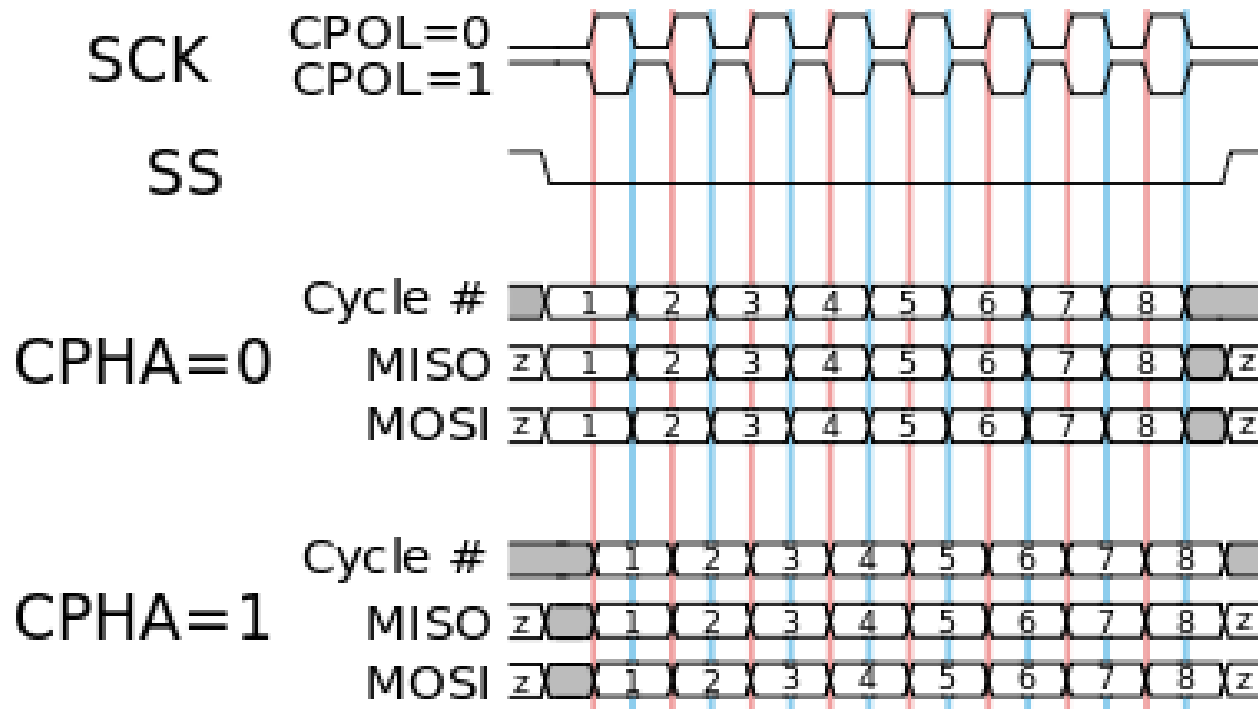 SCK CPOL=0
CPOL=1
SS
Cycle # 1 2 3 4 5 6 7 8
CPHA=0 MISO z 1 2 3 4 5 6 7 8 z
MOSI z 1 2 3 4 5 6 7 8 z
Cycle # 1 2 3 4 5 6 7 8
CPHA=1 MISO z 1 2 3 4 5 6 7 8 z
MOSI z 1 2 3 4 5 6 7 8 z